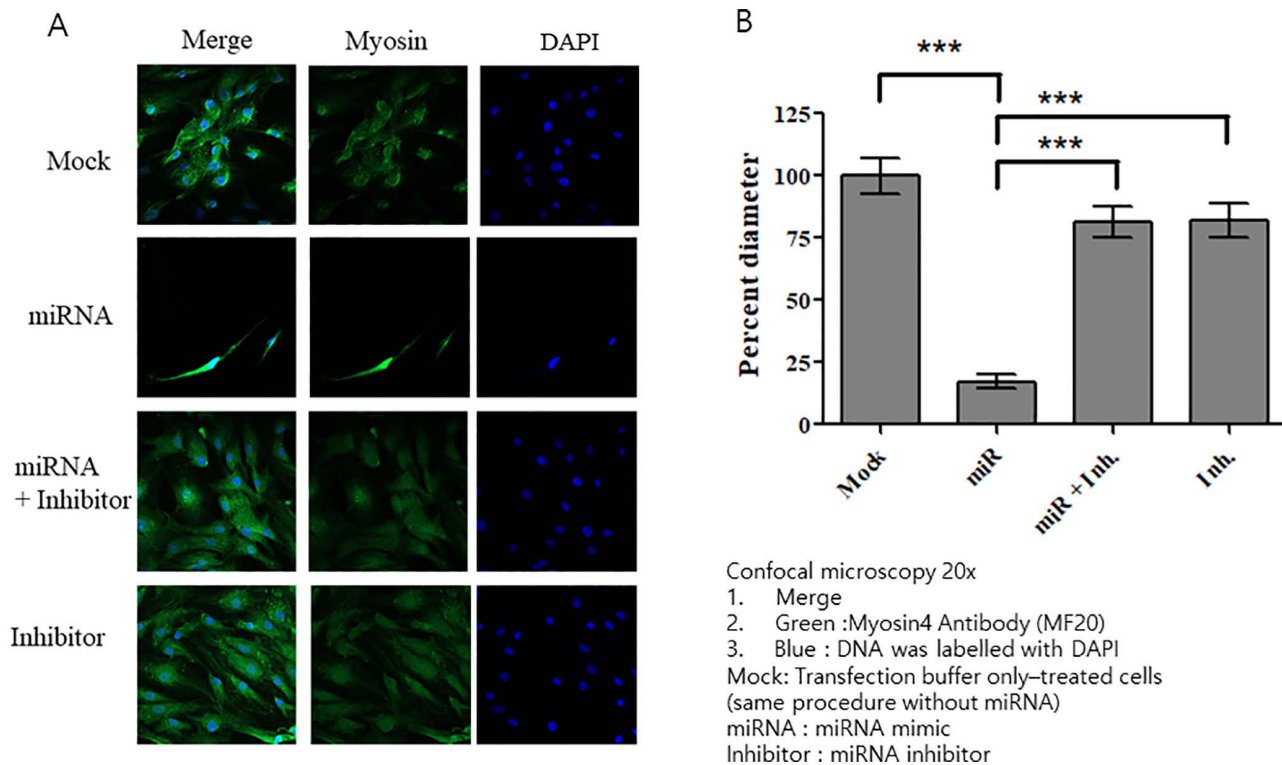 A
Merge
Myosin
DAPI
Mock
miRNA
miRNA
+ Inhibitor
Inhibitor
B
***
***
***
Percent diameter
125
100
75
50
25
0
Mock
miR
miR + Inh.
Inh.
Confocal microscopy 20x
1. Merge
2. Green :Myosin4 Antibody (MF20)
3. Blue : DNA was labelled with DAPI
Mock: Transfection buffer only–treated cells
(same procedure without miRNA)
miRNA : miRNA mimic
Inhibitor : miRNA inhibitor